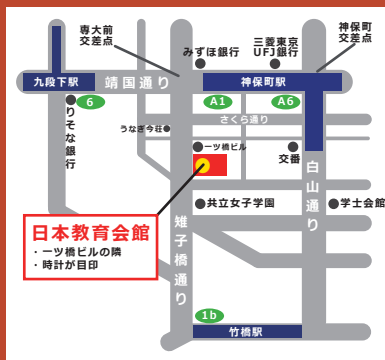 専大前
交差点
神保町
交差点
みずほ銀行
三菱東京
UFJ銀行
九段下駅
靖国通り
神保町駅
6
A1
A6
りそな銀行
さくら通り
うなぎ今荘
一ツ橋ビル
交番
白山通り
共立女子学園
学士会館
日本教育会館
・一ツ橋ビルの隣
・時計が目印
雉子橋通り
1b
竹橋駅